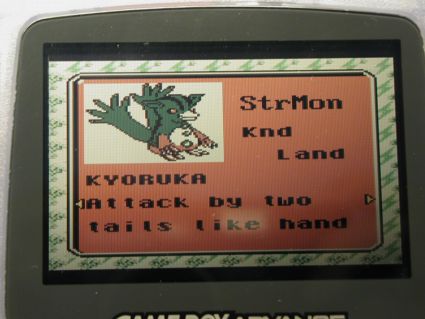 StrMon
Knd
Land
KYORUKA
Attack by two
tails like hand
GAME BOY ADVANCE